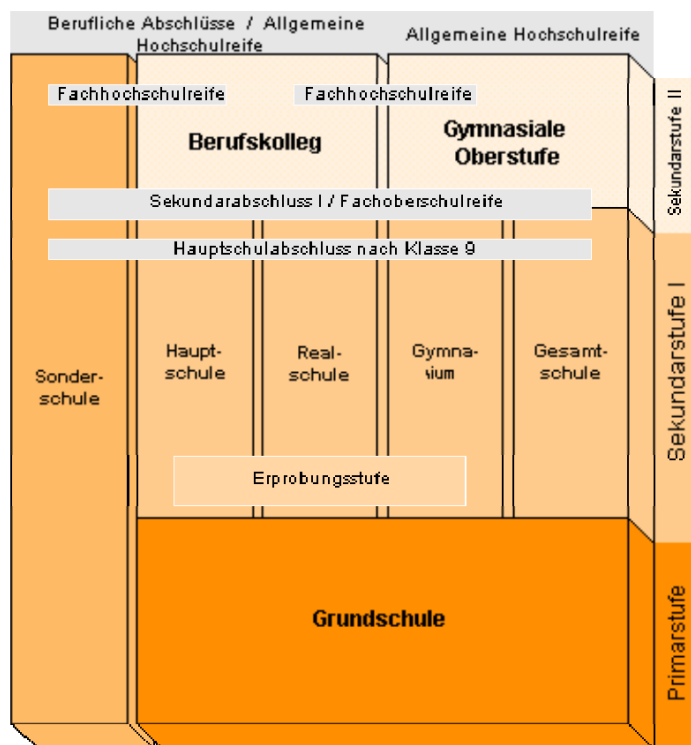 Berufliche Abschlüsse / Allgemeine
Hochschulreife
Allgemeine Hochschulreife
Fachhochschulreife
Fachhochschulreife
Berufskolleg
Gymnasiale
Oberstufe
Sekundarstufe II
Sekundarabschluss I / Fachoberschulreife
Hauptschulabschluss nach Klasse 9
Sonder-
schule
Haupt-
schule
Real-
schule
Gymna-
sium
Gesamt-
schule
Sekundarstufe I
Erprobungsstufe
Grundschule
Primarstufe